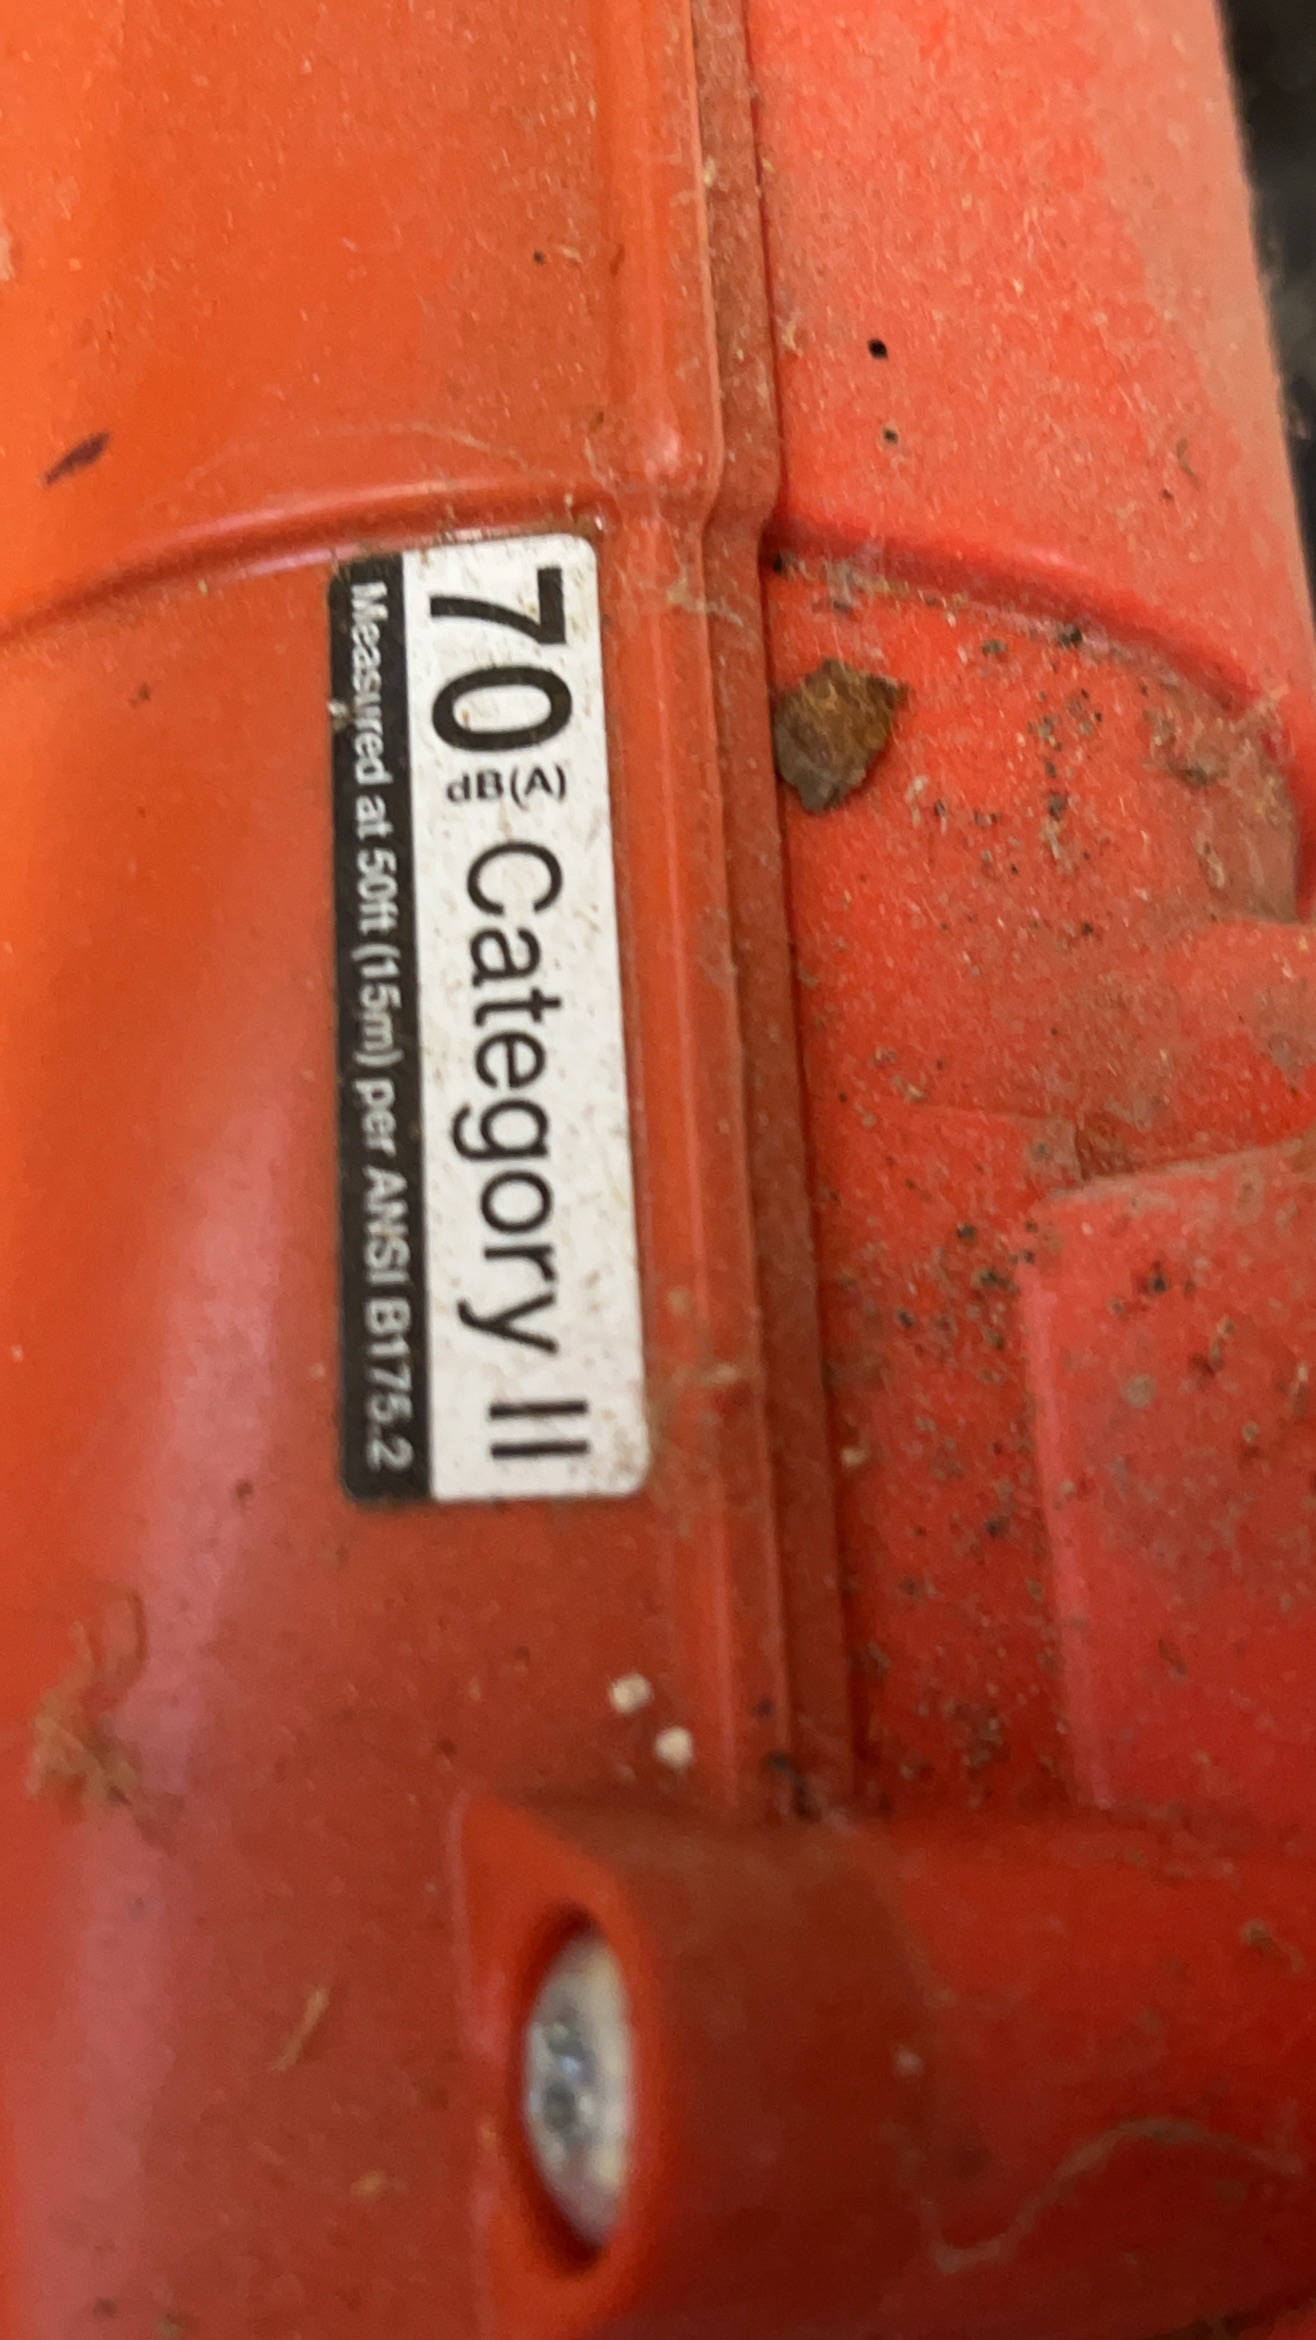 70 dB(A) Category II
Measured at 50ft (15m) per ANSI B175.2